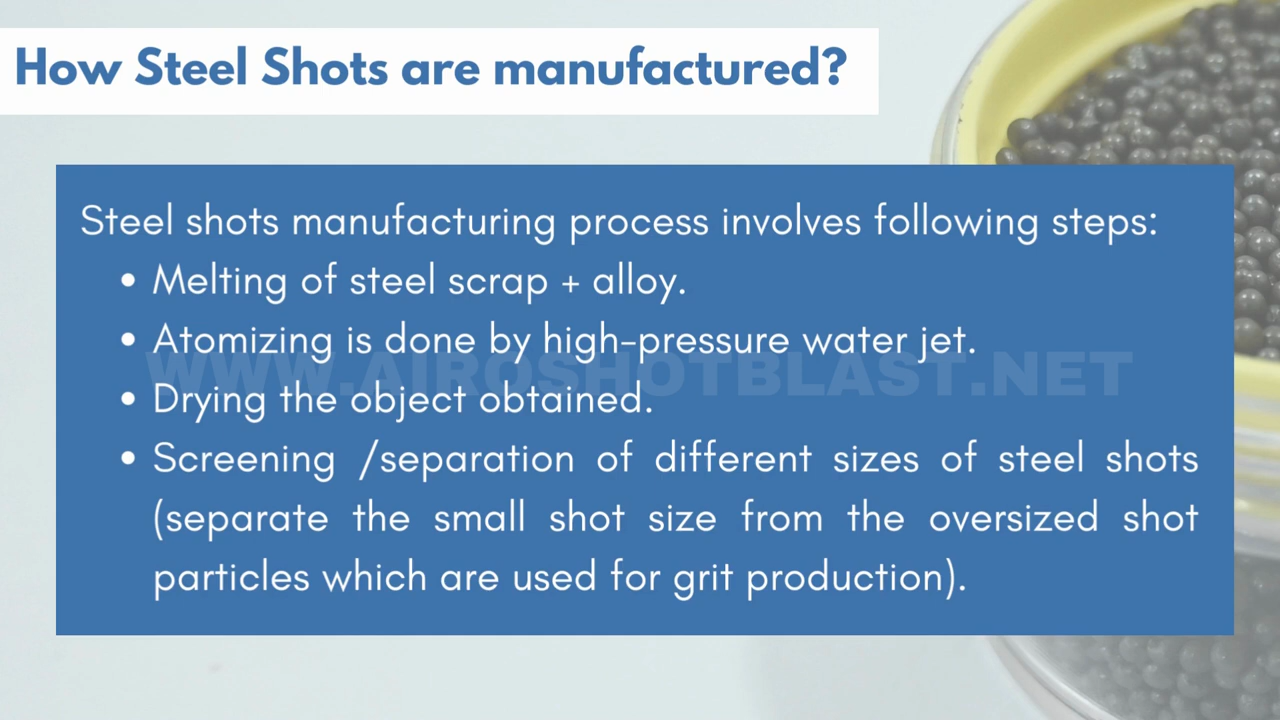 How Steel Shots are manufactured?
Steel shots manufacturing process involves following steps:
• Melting of steel scrap + alloy.
• Atomizing is done by high-pressure water jet.
WWW.AIROSHOTBLAST.NET
• Drying the object obtained.
• Screening /separation of different sizes of steel shots
(separate the small shot size from the oversized shot
particles which are used for grit production).